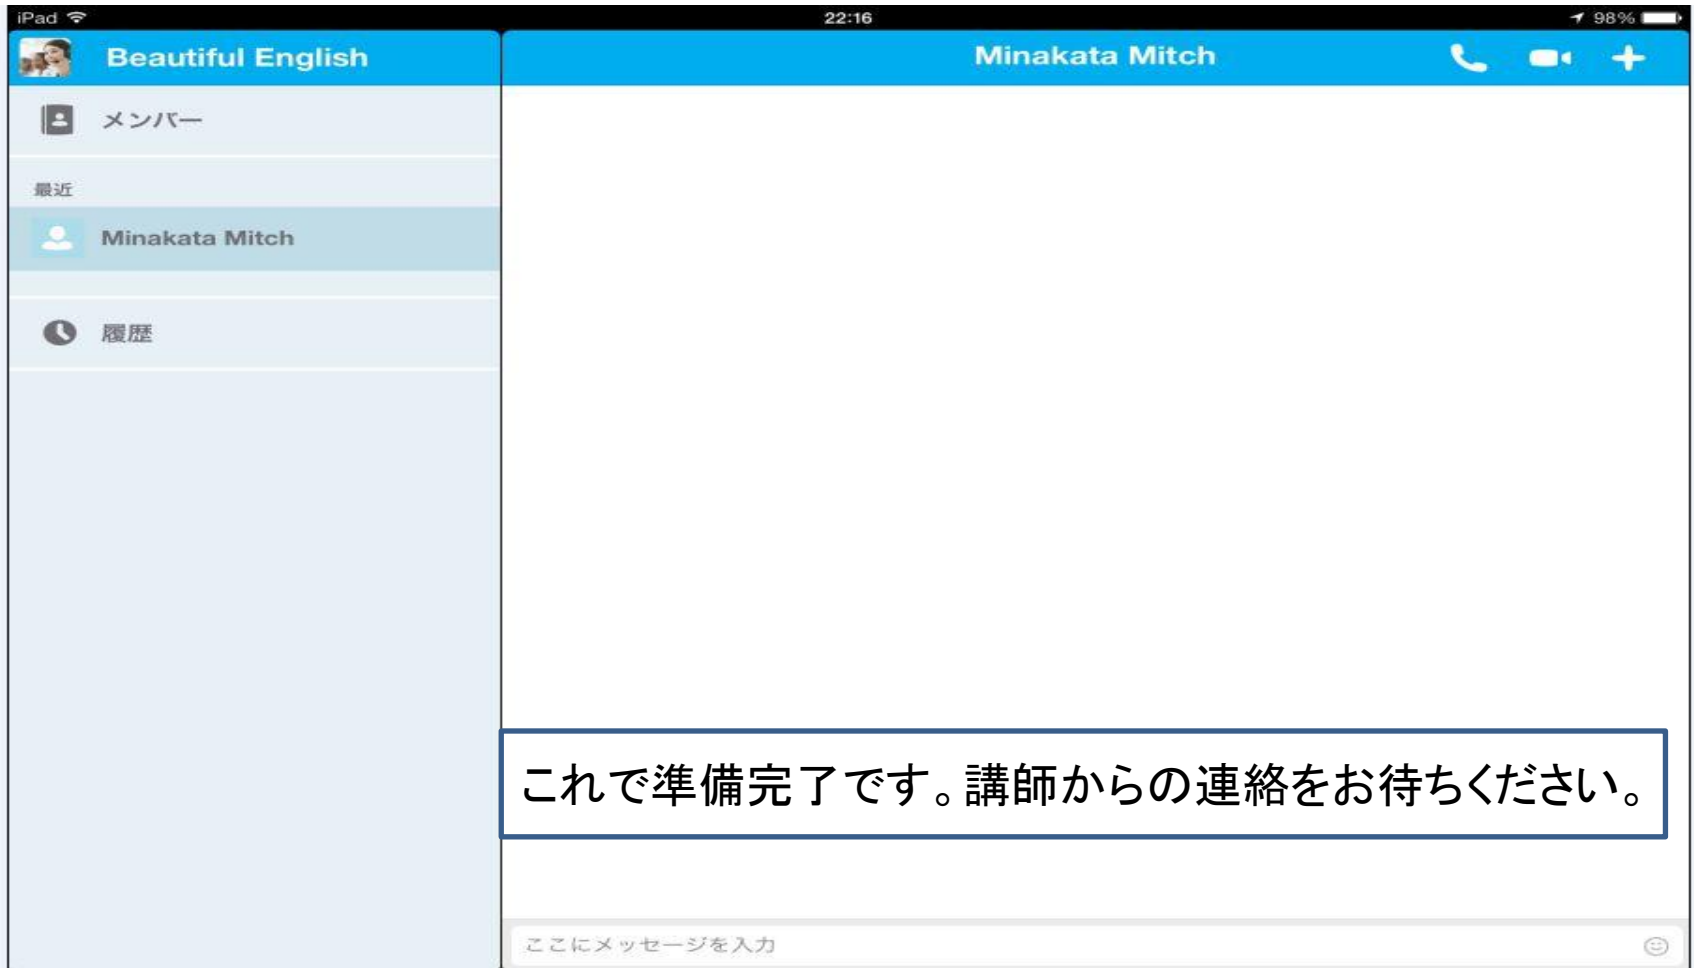 iPad 22:16 98%
Beautiful English
Minakata Mitch
メンバー
最近
Minakata Mitch
履歴
これで準備完了です。講師からの連絡をお待ちください。
ここにメッセージを入力